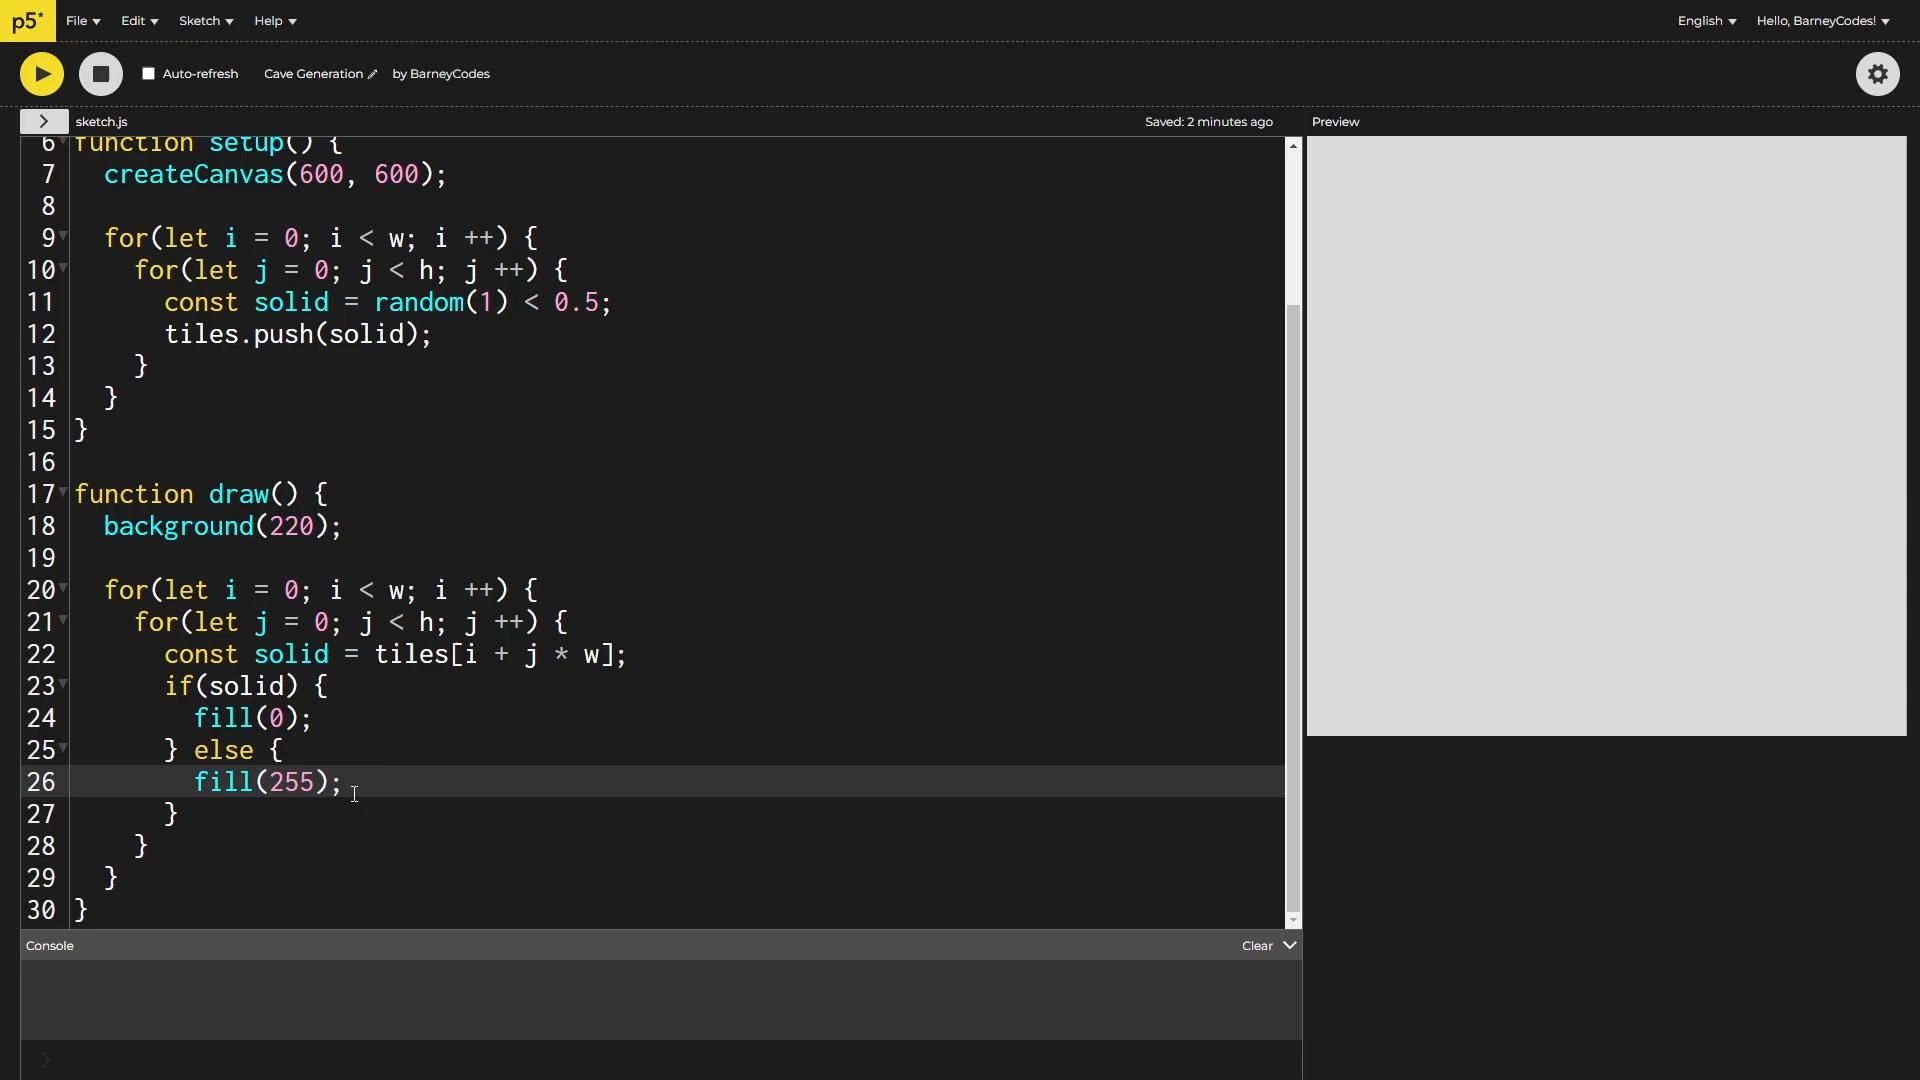 p5* File Edit Sketch Help English Hello, BarneyCodes!
Auto-refresh Cave Generation by BarneyCodes
> sketch.js Saved: 2 minutes ago Preview
6 function setup() {
7   createCanvas(600, 600);
8
9   for(let i = 0; i < w; i ++) {
10     for(let j = 0; j < h; j ++) {
11       const solid = random(1) < 0.5;
12       tiles.push(solid);
13     }
14   }
15 }
16
17 function draw() {
18   background(220);
19
20   for(let i = 0; i < w; i ++) {
21     for(let j = 0; j < h; j ++) {
22       const solid = tiles[i + j * w];
23       if(solid) {
24         fill(0);
25       } else {
26         fill(255);
27       }
28     }
29   }
30 }
Console Clear
>